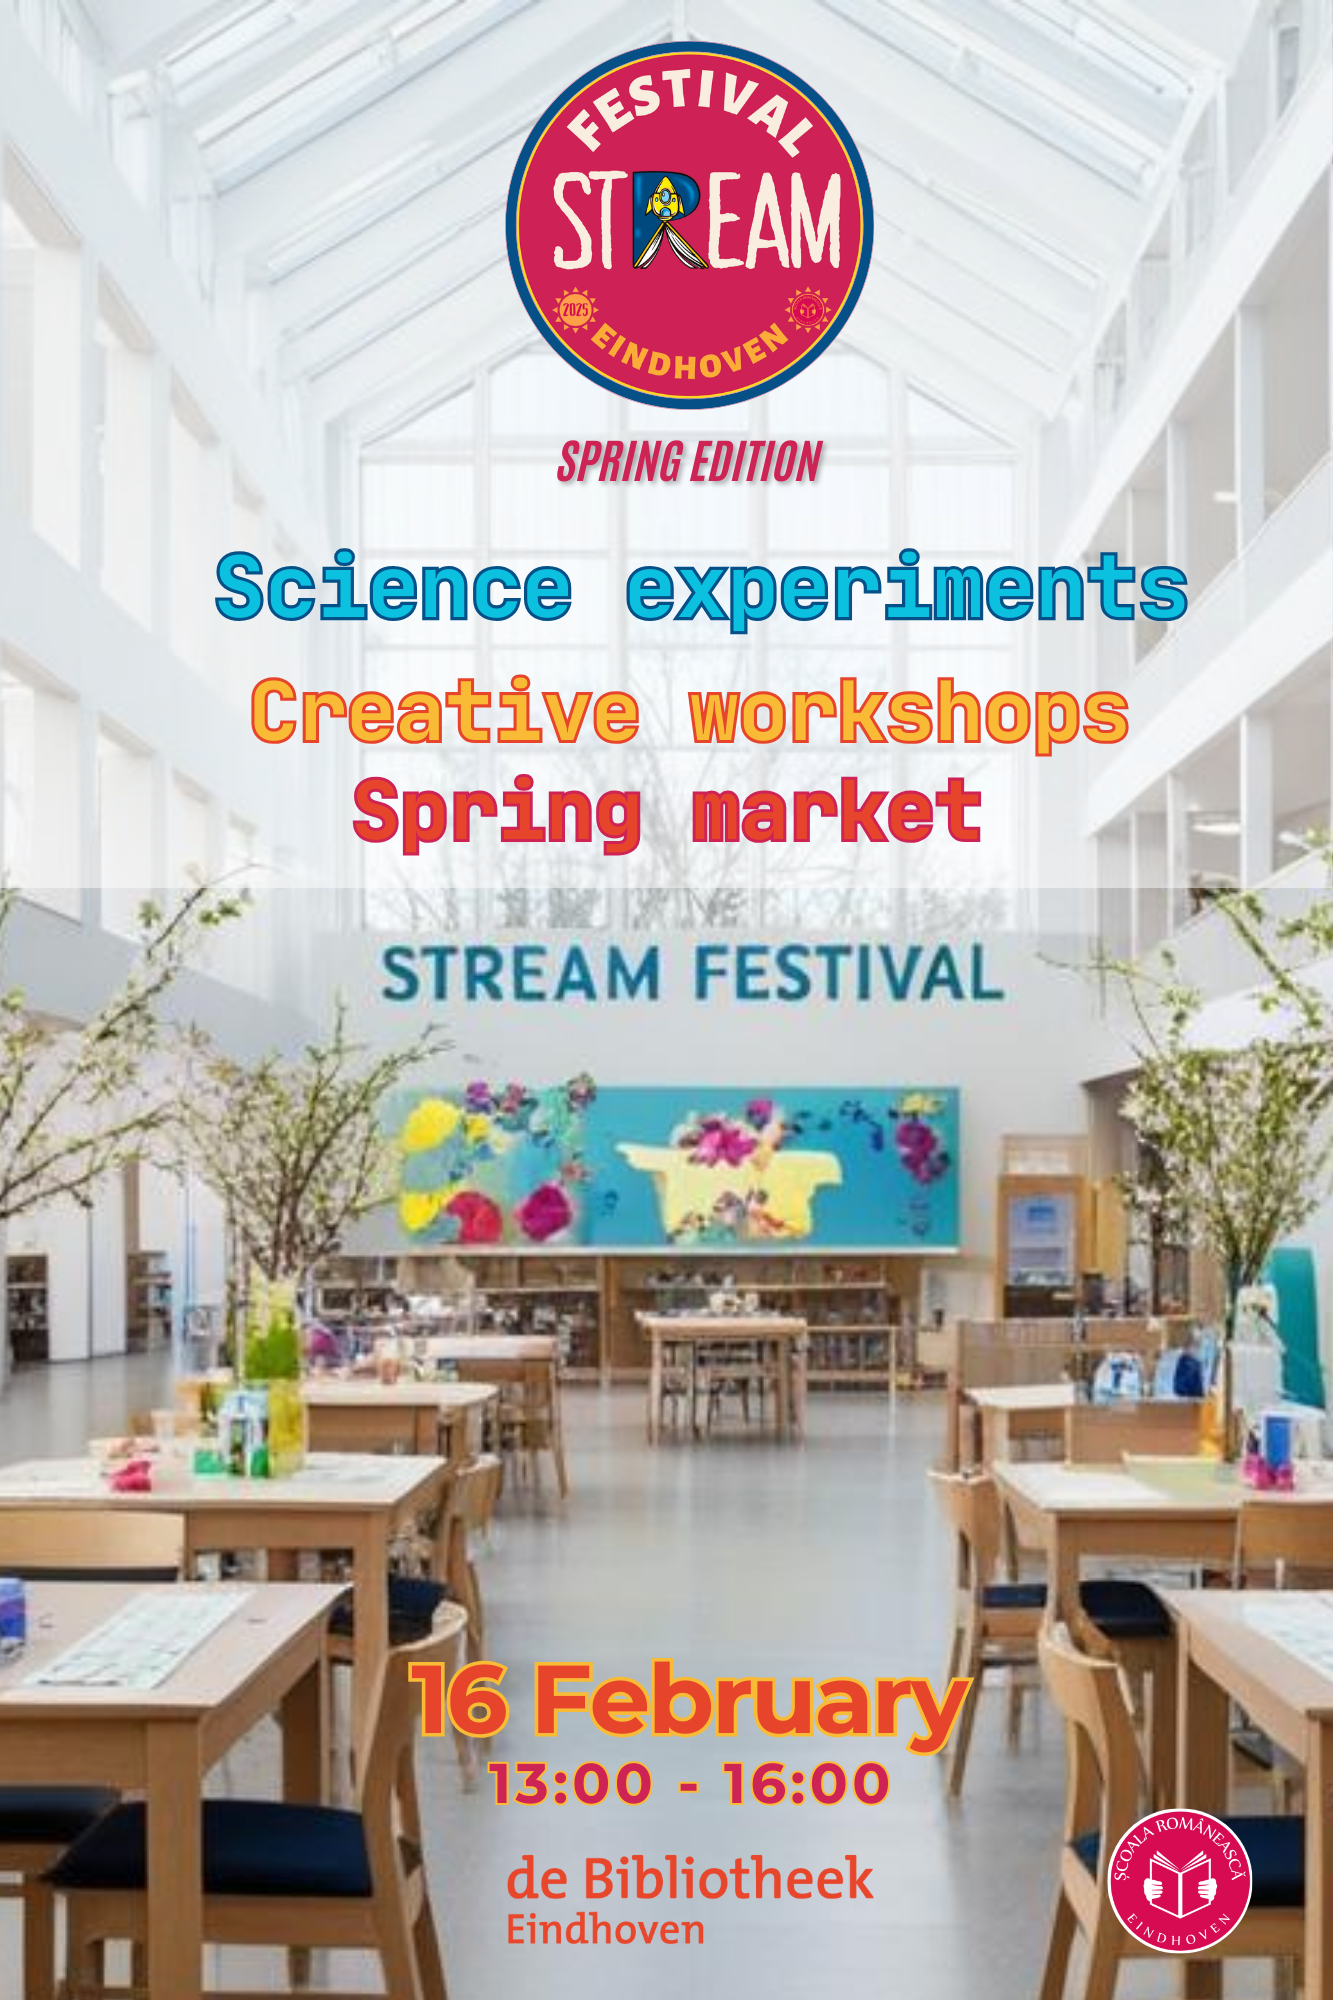 FESTIVAL
STREAM
2025
EINDHOVEN
SPRING EDITION
Science experiments
Creative workshops
Spring market
STREAM FESTIVAL
16 February
13:00 - 16:00
de Bibliotheek
Eindhoven
ȘCOALA ROMÂNEASCĂ
EINDHOVEN